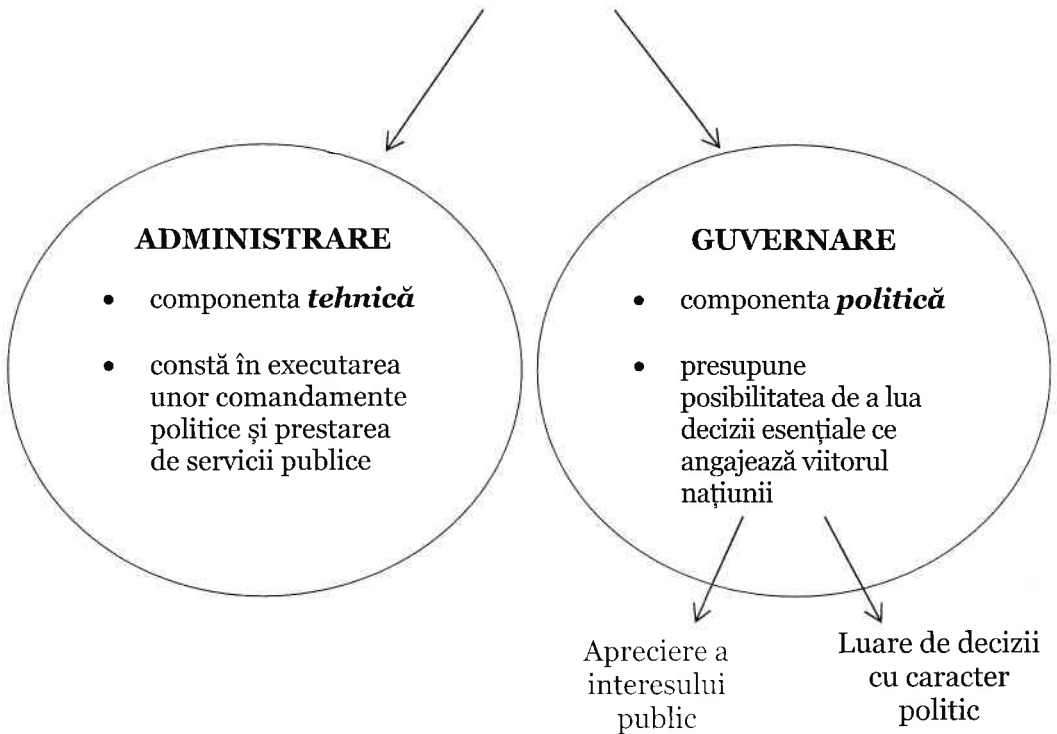 ADMINISTRARE
• componenta tehnică
• constă în executarea
unor comandamente
politice și prestarea
de servicii publice
GUVERNARE
• componenta politică
• presupune
posibilitatea de a lua
decizii esențiale ce
angajează viitorul
națiunii
Apreciere a
interesului
public
Luare de decizii
cu caracter
politic